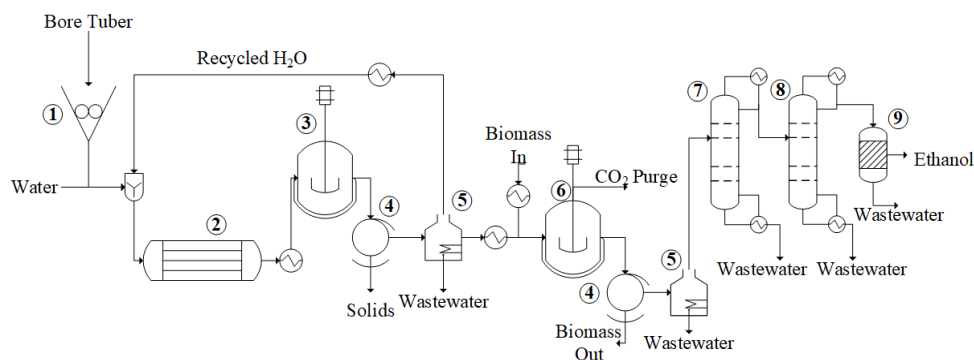 Bore Tuber
Recycled H₂O
1
3
7
8
9
Biomass
In
Ethanol
CO₂ Purge
Water
6
4
5
2
Wastewater
5
Wastewater
Wastewater
4
Solids
Wastewater
Biomass
Out
Wastewater